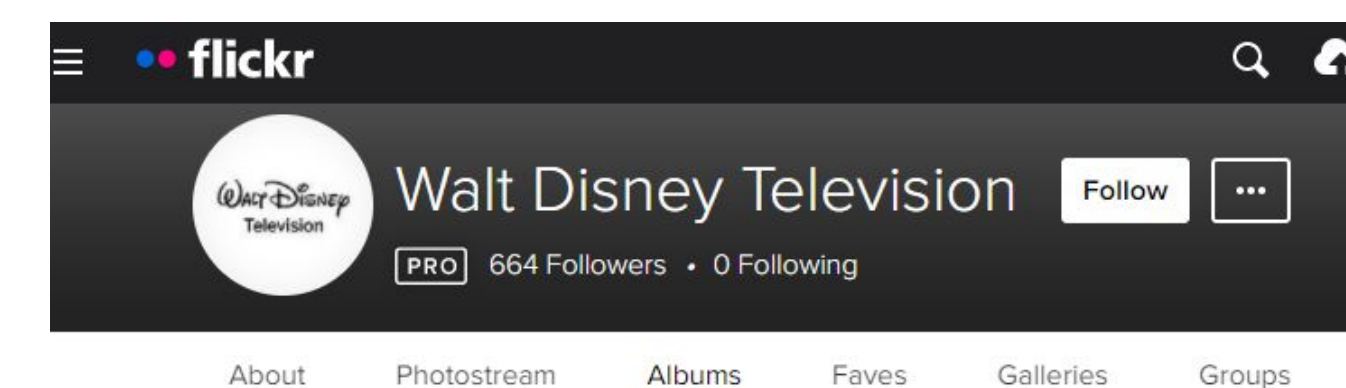 flickr
WALT DISNEY
Television
Walt Disney Television
Follow
...
PRO 664 Followers • 0 Following
About Photostream Albums Faves Galleries Groups